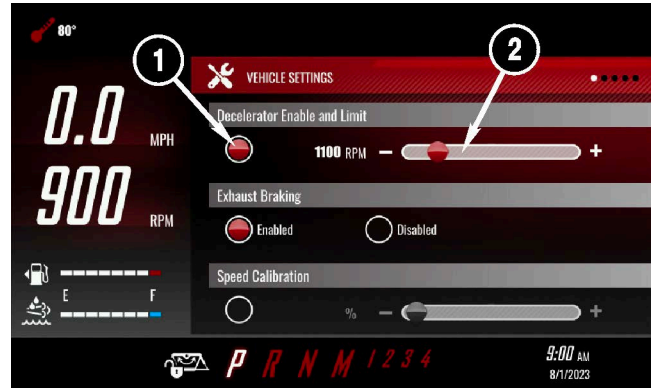 80°
1
2
VEHICLE SETTINGS
Decelerator Enable and Limit
0.0 MPH
1100 RPM − +
900 RPM
Exhaust Braking
Enabled Disabled
Speed Calibration
E F
% − +
P R N M 1 2 3 4
9:00 AM
8/1/2023